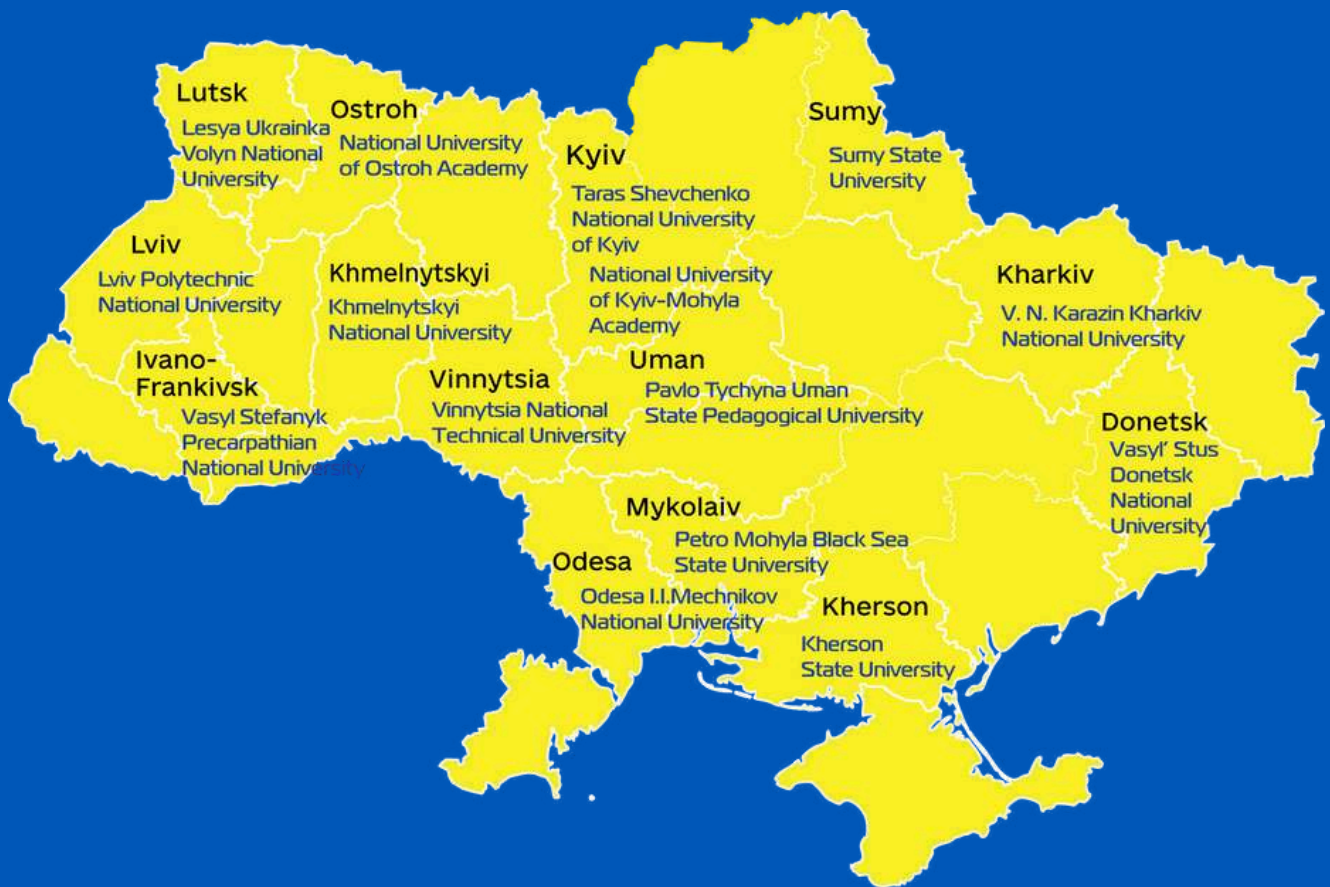 Lutsk
Lesya Ukrainka
Volyn National
University
Ostroh
National University
of Ostroh Academy
Kyiv
Taras Shevchenko
National University
of Kyiv
National University
of Kyiv-Mohyla
Academy
Sumy
Sumy State
University
Lviv
Lviv Polytechnic
National University
Khmelnytskyi
Khmelnytskyi
National University
Kharkiv
V. N. Karazin Kharkiv
National University
Ivano-
Frankivsk
Vasyl Stefanyk
Precarpathian
National University
Vinnytsia
Vinnytsia National
Technical University
Uman
Pavlo Tychyna Uman
State Pedagogical University
Donetsk
Vasyl' Stus
Donetsk
National
University
Mykolaiv
Petro Mohyla Black Sea
State University
Odesa
Odesa I.I.Mechnikov
National University
Kherson
Kherson
State University